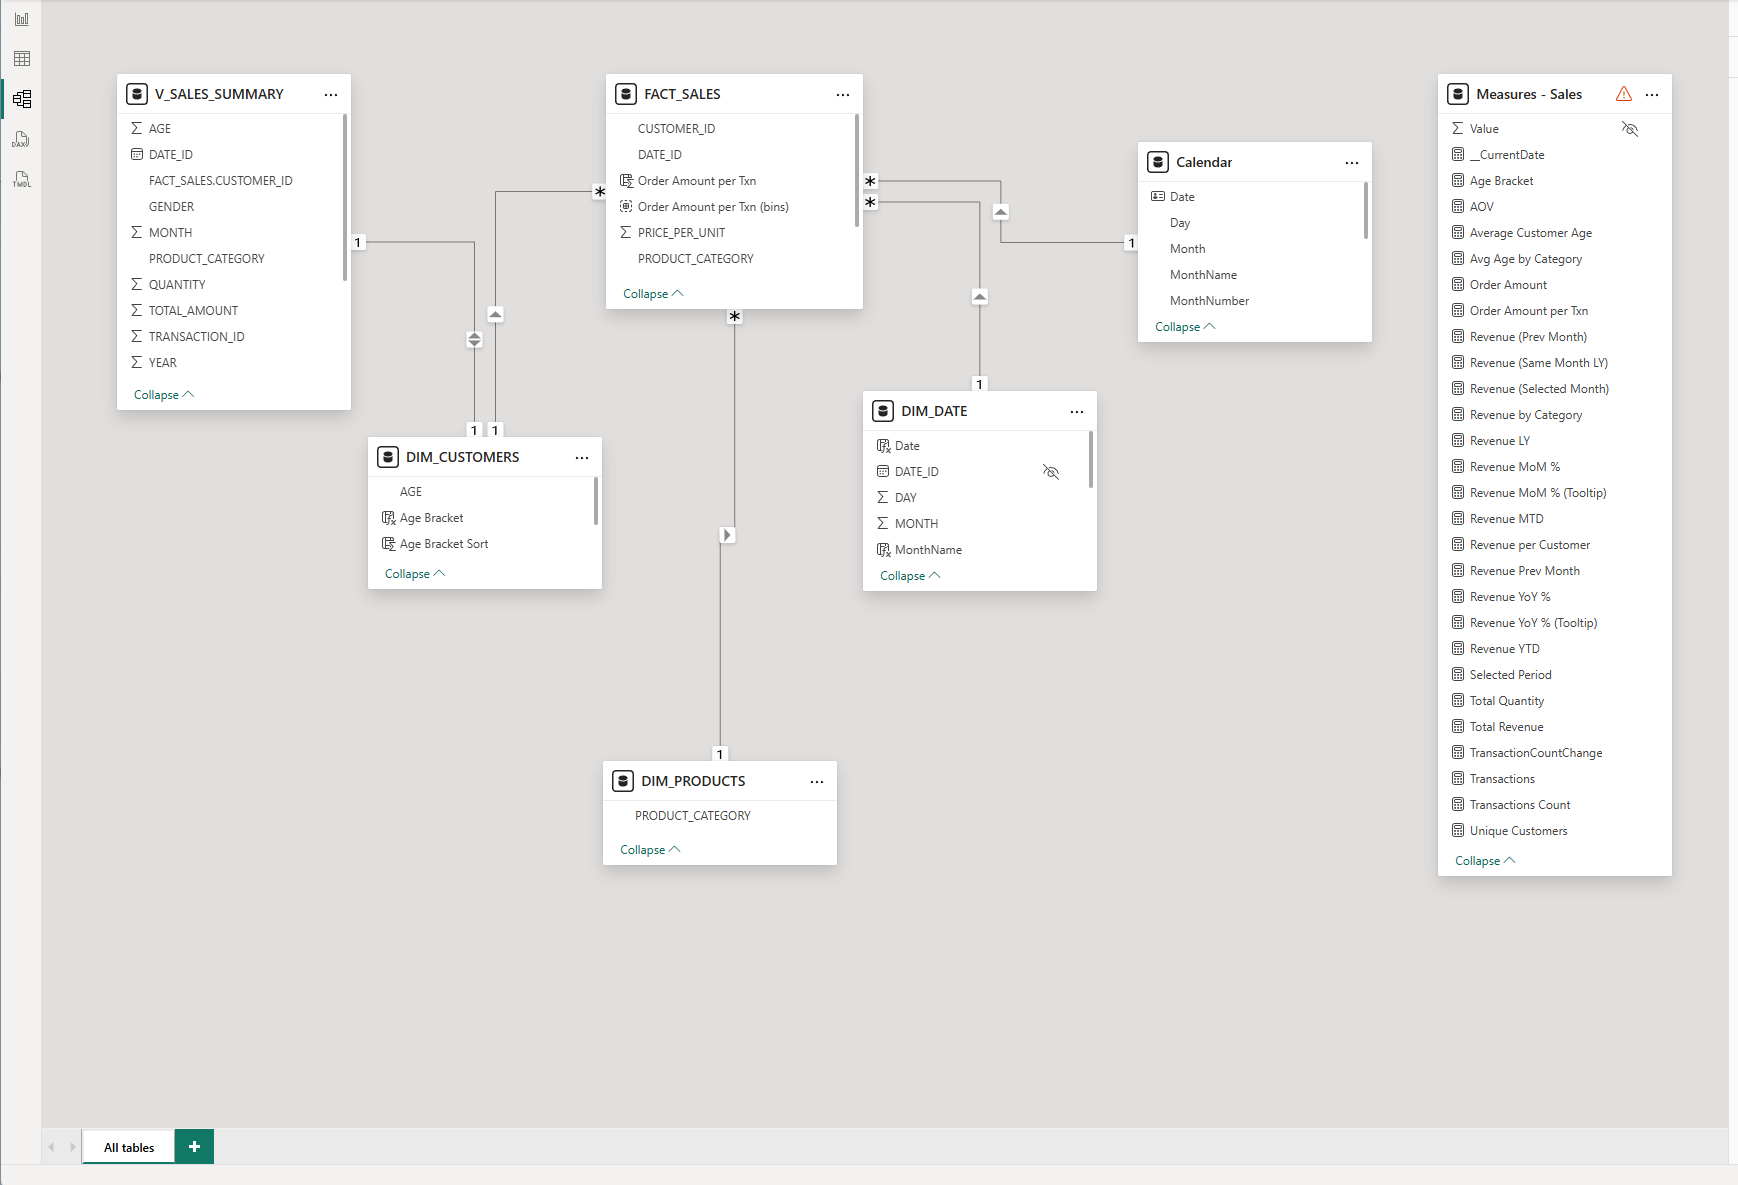 DAX
TMDL
V_SALES_SUMMARY
AGE
DATE_ID
FACT_SALES.CUSTOMER_ID
GENDER
MONTH
PRODUCT_CATEGORY
QUANTITY
TOTAL_AMOUNT
TRANSACTION_ID
YEAR
Collapse
1
1
1
DIM_CUSTOMERS
AGE
Age Bracket
Age Bracket Sort
Collapse
*
FACT_SALES
CUSTOMER_ID
DATE_ID
Order Amount per Txn
Order Amount per Txn (bins)
PRICE_PER_UNIT
PRODUCT_CATEGORY
Collapse
*
*
*
1
DIM_PRODUCTS
PRODUCT_CATEGORY
Collapse
1
DIM_DATE
Date
DATE_ID
DAY
MONTH
MonthName
Collapse
1
Calendar
Date
Day
Month
MonthName
MonthNumber
Collapse
Measures - Sales
Value
__CurrentDate
Age Bracket
AOV
Average Customer Age
Avg Age by Category
Order Amount
Order Amount per Txn
Revenue (Prev Month)
Revenue (Same Month LY)
Revenue (Selected Month)
Revenue by Category
Revenue LY
Revenue MoM %
Revenue MoM % (Tooltip)
Revenue MTD
Revenue per Customer
Revenue Prev Month
Revenue YoY %
Revenue YoY % (Tooltip)
Revenue YTD
Selected Period
Total Quantity
Total Revenue
TransactionCountChange
Transactions
Transactions Count
Unique Customers
Collapse
All tables
+